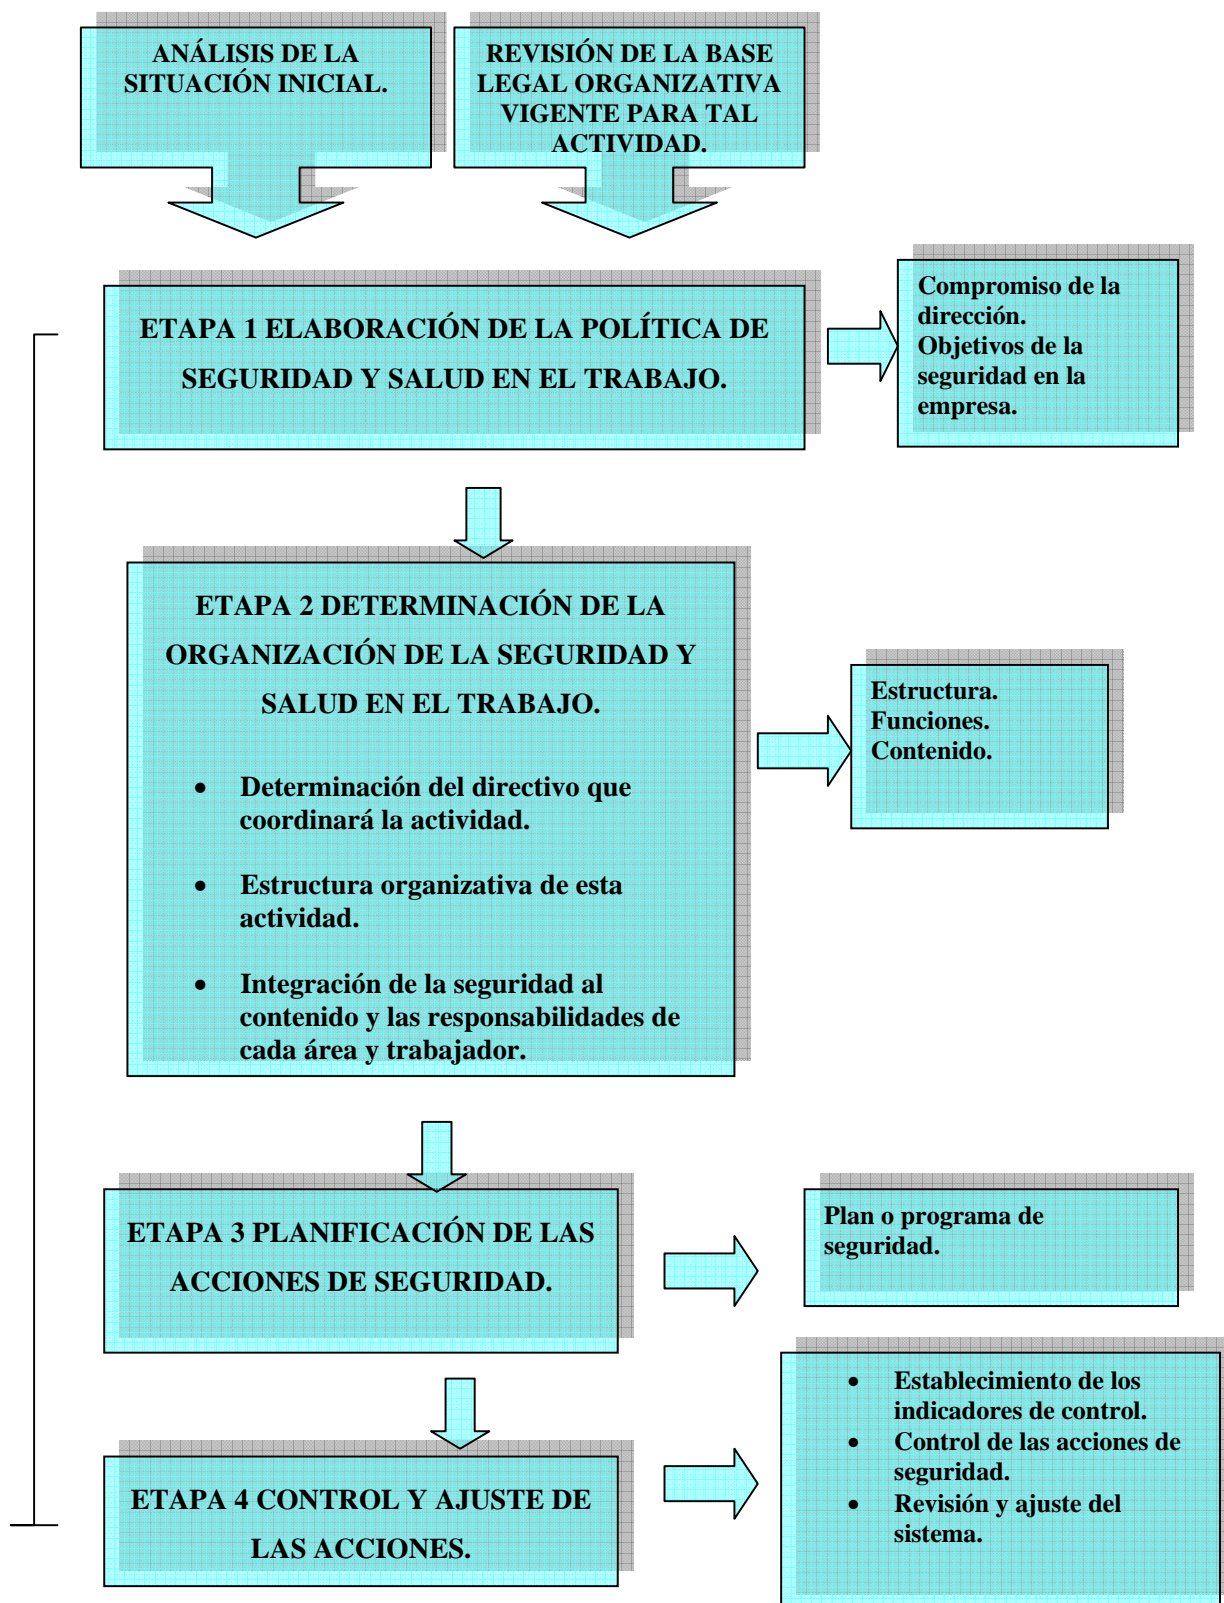 ANÁLISIS DE LA
SITUACIÓN INICIAL.
REVISIÓN DE LA BASE
LEGAL ORGANIZATIVA
VIGENTE PARA TAL
ACTIVIDAD.
ETAPA 1 ELABORACIÓN DE LA POLÍTICA DE
SEGURIDAD Y SALUD EN EL TRABAJO.
Compromiso de la
dirección.
Objetivos de la
seguridad en la
empresa.
ETAPA 2 DETERMINACIÓN DE LA
ORGANIZACIÓN DE LA SEGURIDAD Y
SALUD EN EL TRABAJO.
• Determinación del directivo que
coordinará la actividad.
• Estructura organizativa de esta
actividad.
• Integración de la seguridad al
contenido y las responsabilidades de
cada área y trabajador.
Estructura.
Funciones.
Contenido.
ETAPA 3 PLANIFICACIÓN DE LAS
ACCIONES DE SEGURIDAD.
Plan o programa de
seguridad.
ETAPA 4 CONTROL Y AJUSTE DE
LAS ACCIONES.
• Establecimiento de los
indicadores de control.
• Control de las acciones de
seguridad.
• Revisión y ajuste del
sistema.